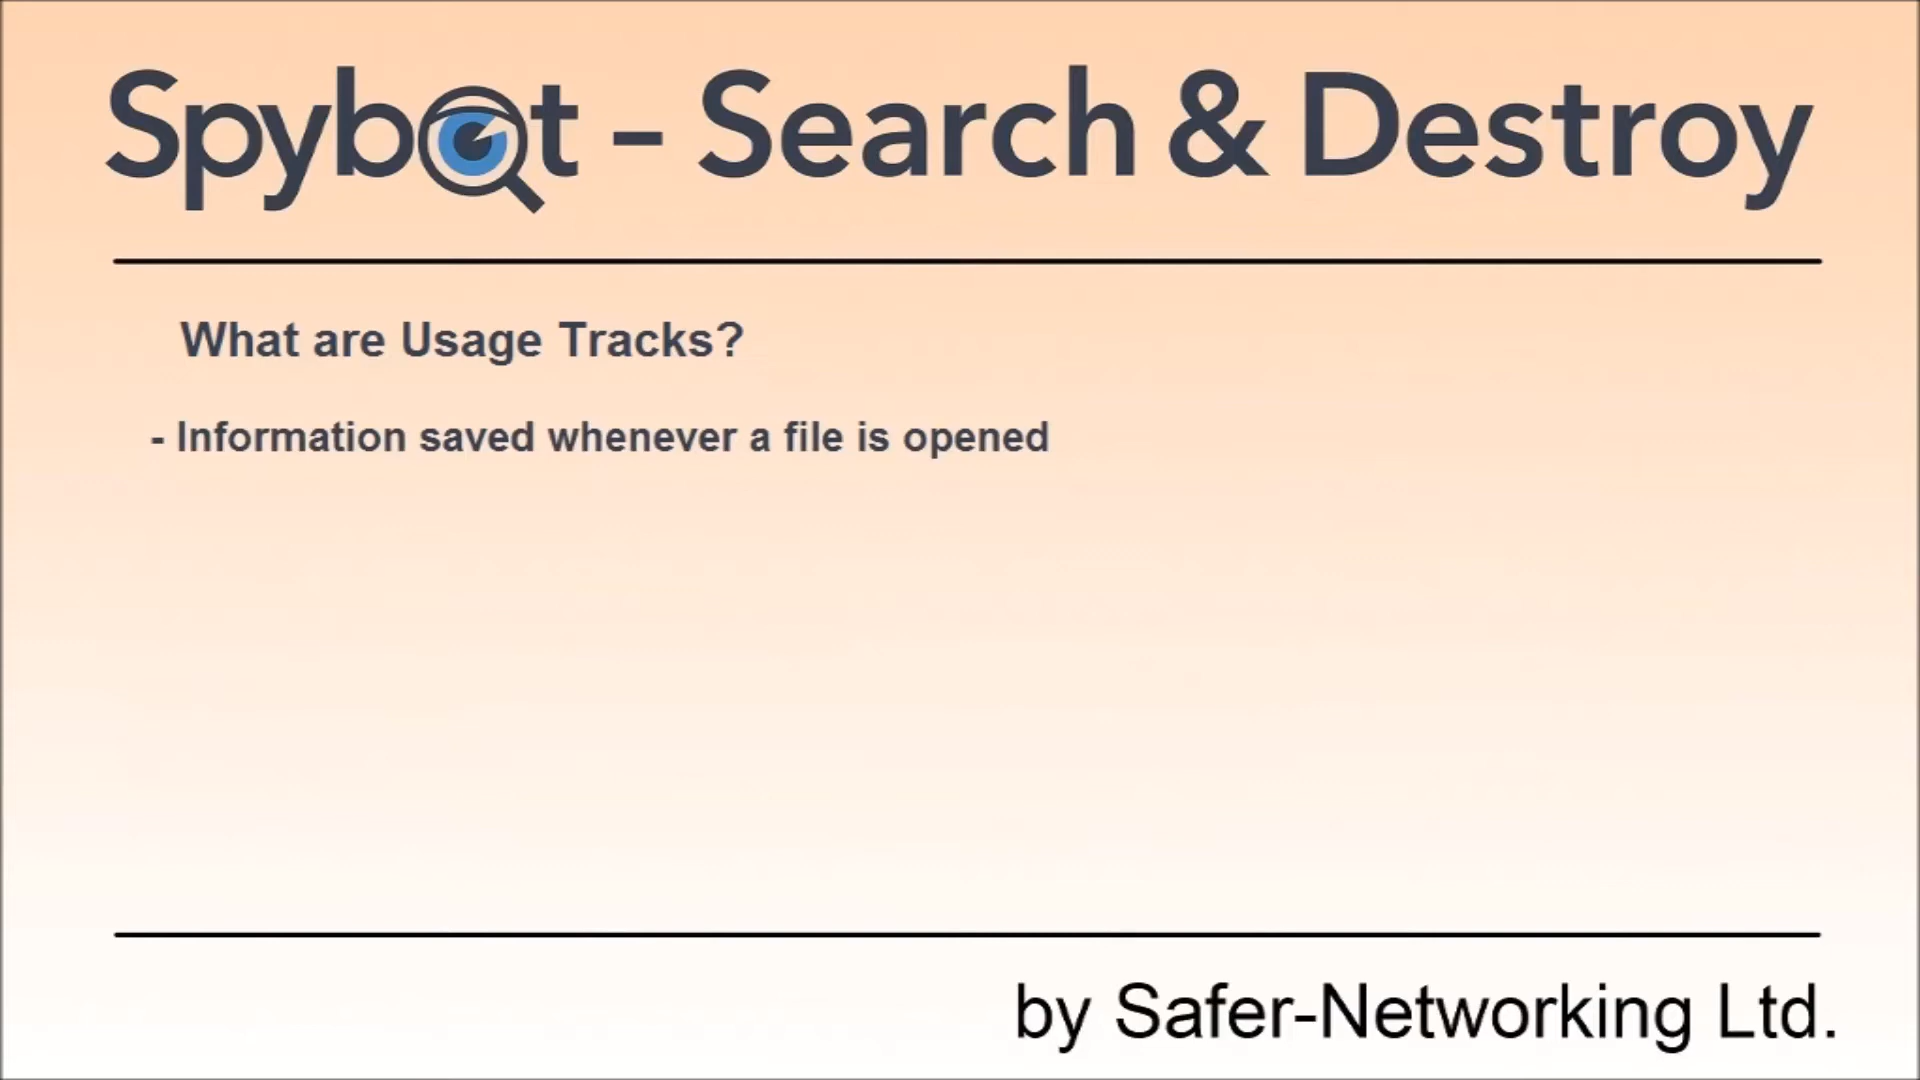 Spybot - Search & Destroy
What are Usage Tracks?
- Information saved whenever a file is opened
by Safer-Networking Ltd.